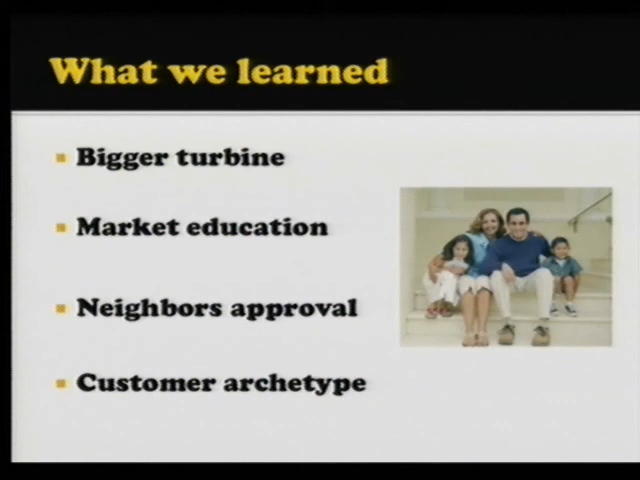 What we learned
Bigger turbine
Market education
Neighbors approval
Customer archetype